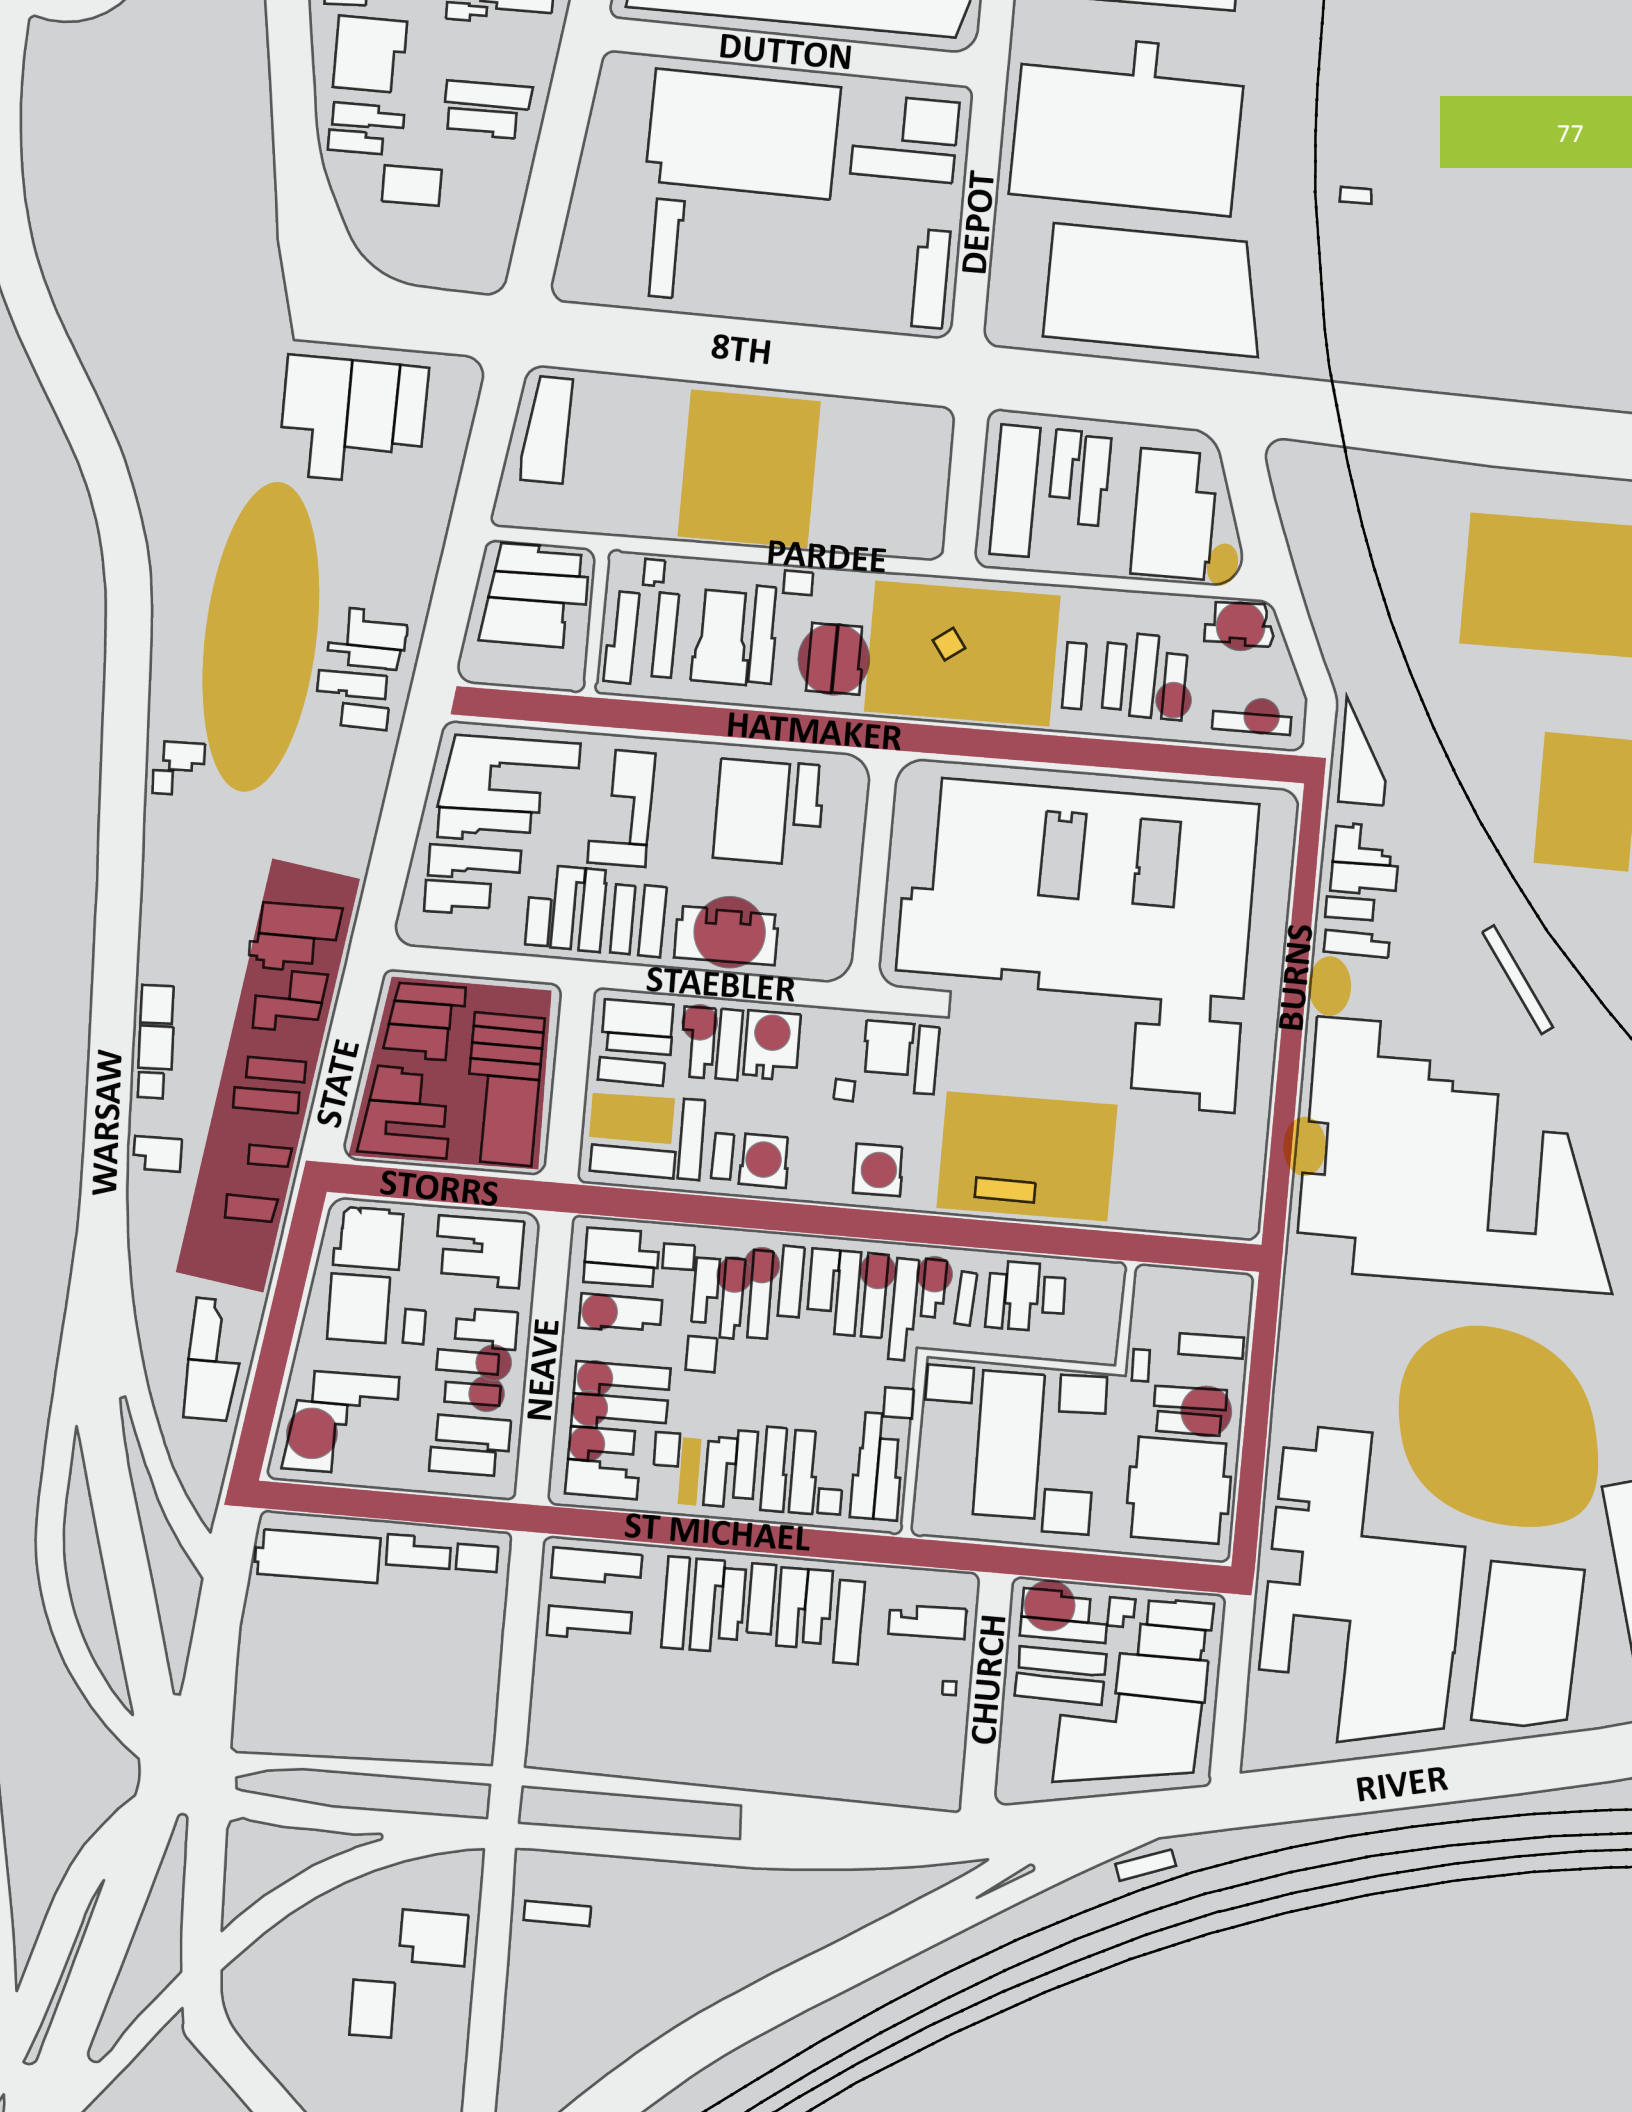 DUTTON
77
DEPOT
8TH
PARDEE
HATMAKER
BURNS
STAEBLER
STATE
WARSAW
STORRS
NEAVE
ST MICHAEL
CHURCH
RIVER